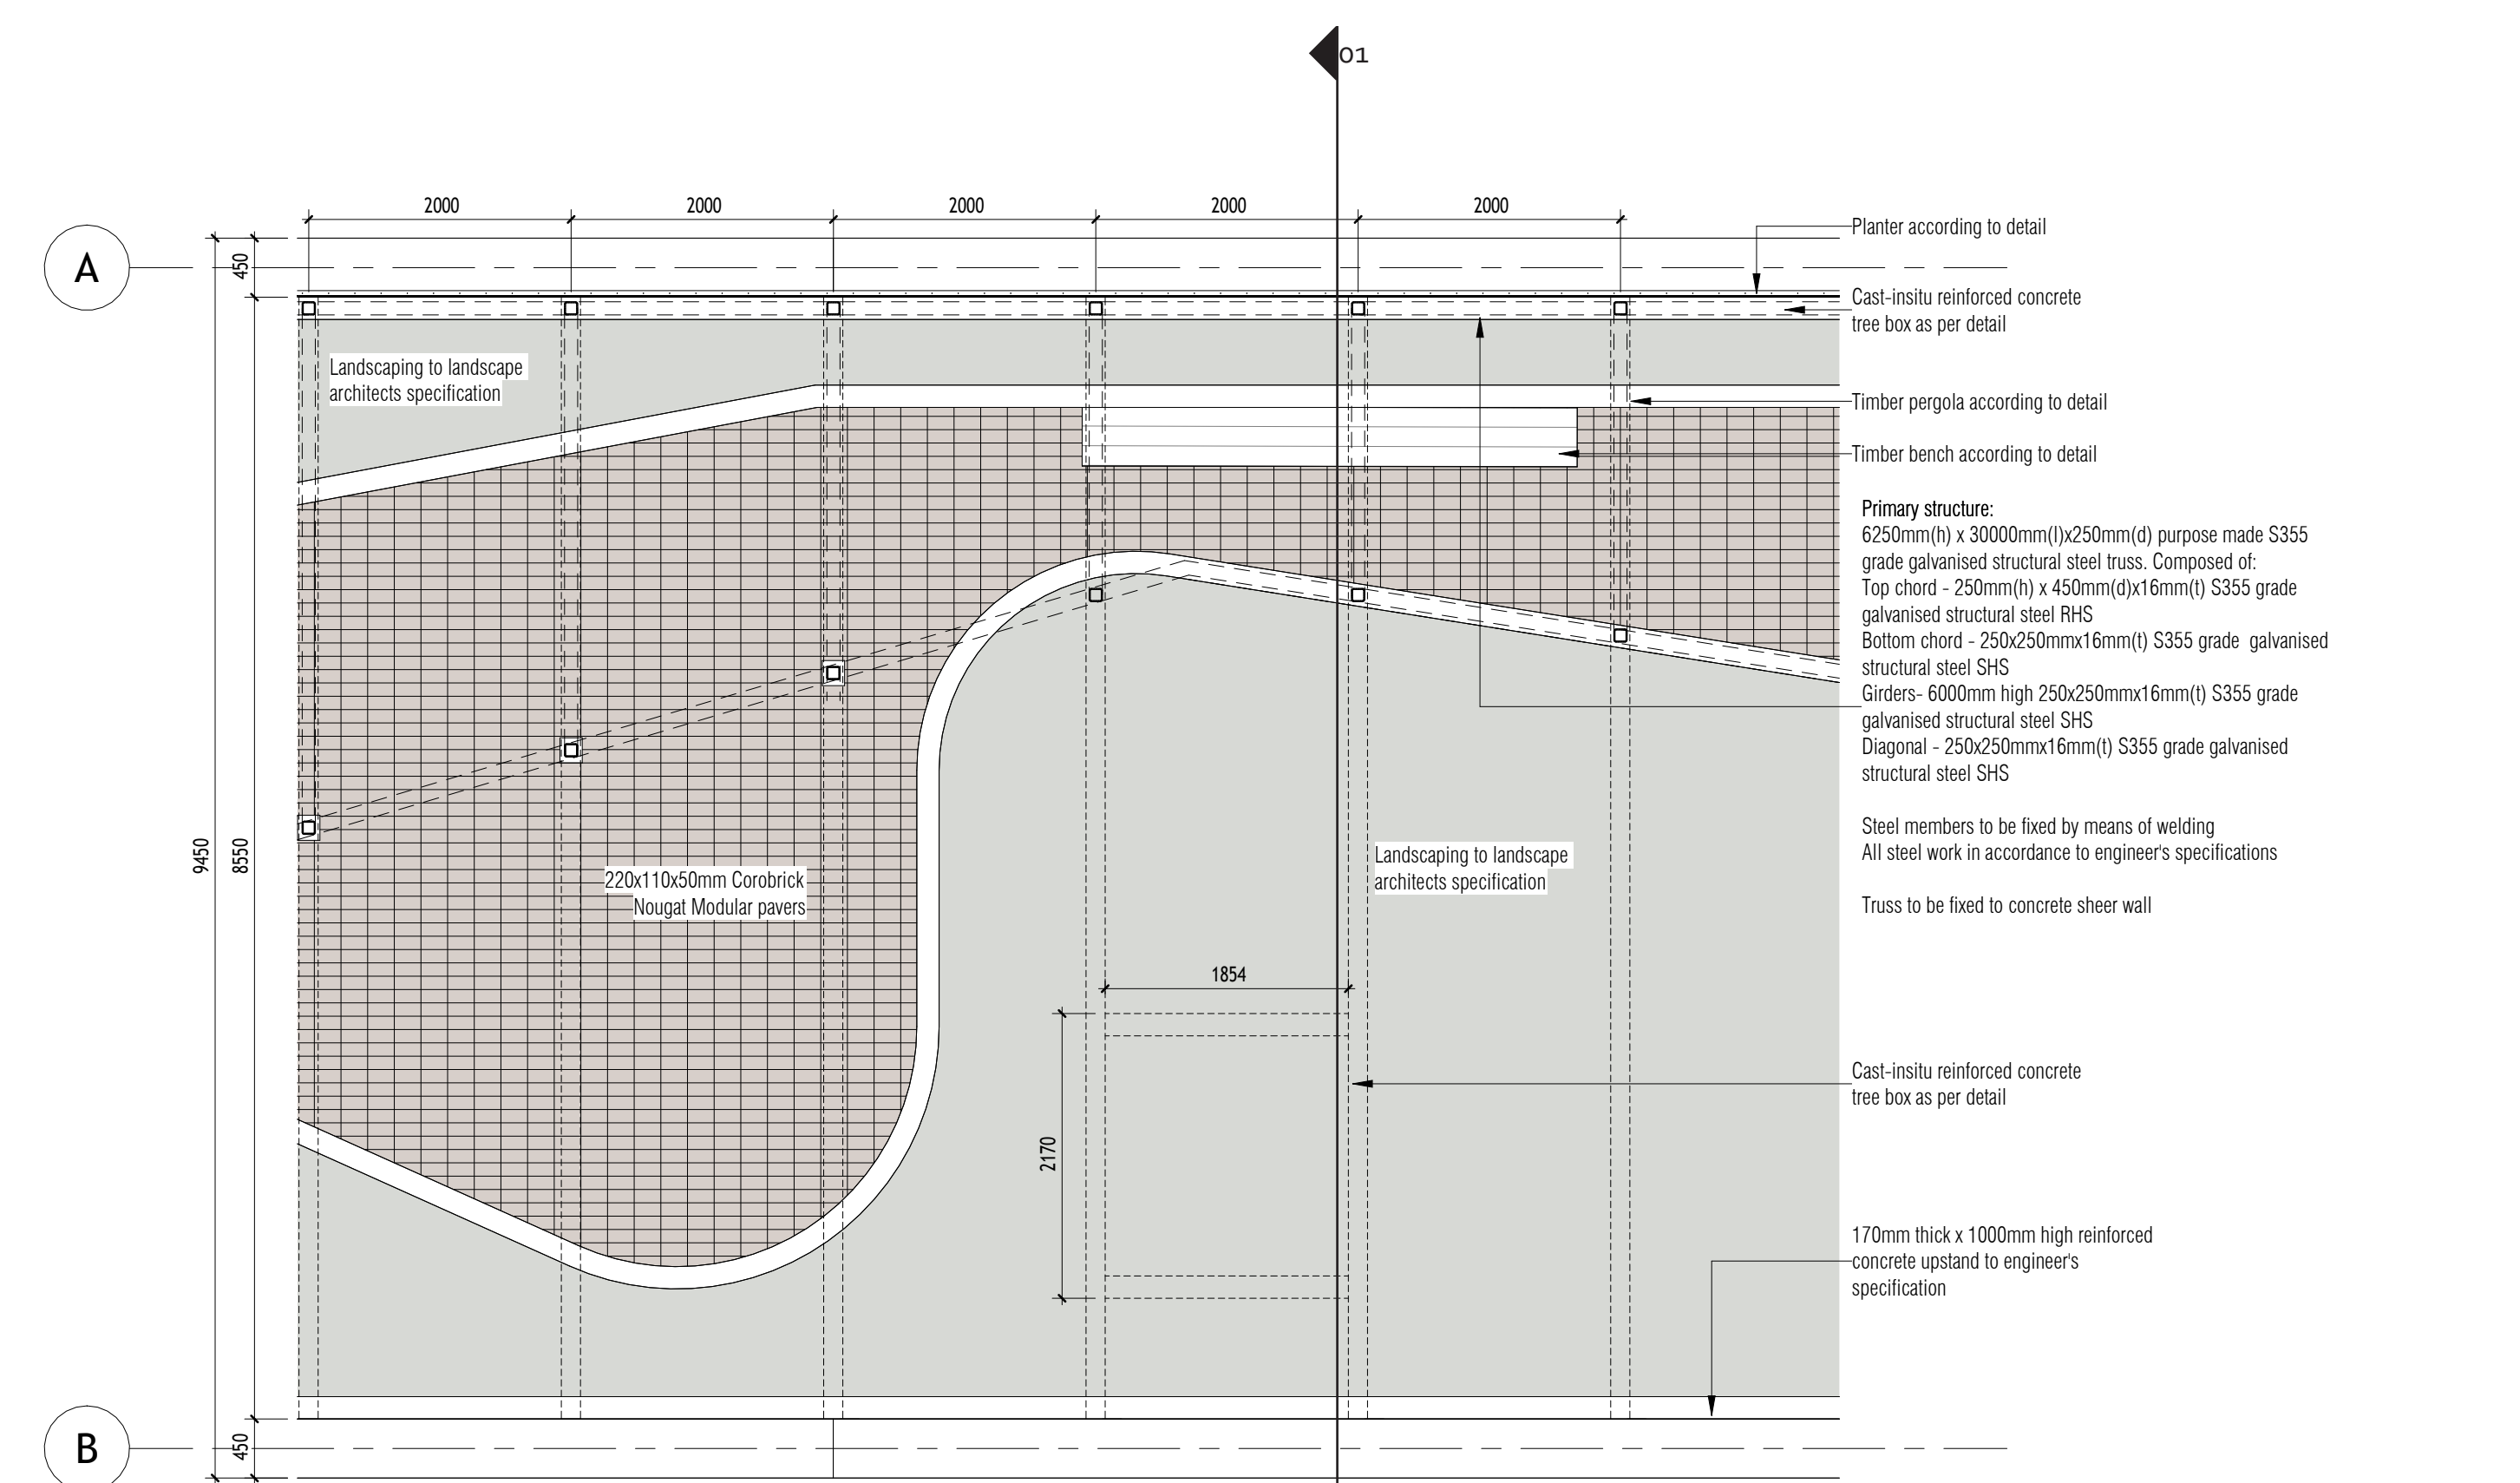 01
2000
2000
2000
2000
2000
A
450
9450
8550
450
B
Landscaping to landscape
architects specification
220x110x50mm Corobrick
Nougat Modular pavers
Landscaping to landscape
architects specification
1854
2170
Planter according to detail
Cast-insitu reinforced concrete
tree box as per detail
Timber pergola according to detail
Timber bench according to detail
Primary structure:
6250mm(h) x 30000mm(l)x250mm(d) purpose made S355
grade galvanised structural steel truss. Composed of:
Top chord - 250mm(h) x 450mm(d)x16mm(t) S355 grade
galvanised structural steel RHS
Bottom chord - 250x250mmx16mm(t) S355 grade galvanised
structural steel SHS
Girders- 6000mm high 250x250mmx16mm(t) S355 grade
galvanised structural steel SHS
Diagonal - 250x250mmx16mm(t) S355 grade galvanised
structural steel SHS
Steel members to be fixed by means of welding
All steel work in accordance to engineer's specifications
Truss to be fixed to concrete sheer wall
Cast-insitu reinforced concrete
tree box as per detail
170mm thick x 1000mm high reinforced
concrete upstand to engineer's
specification